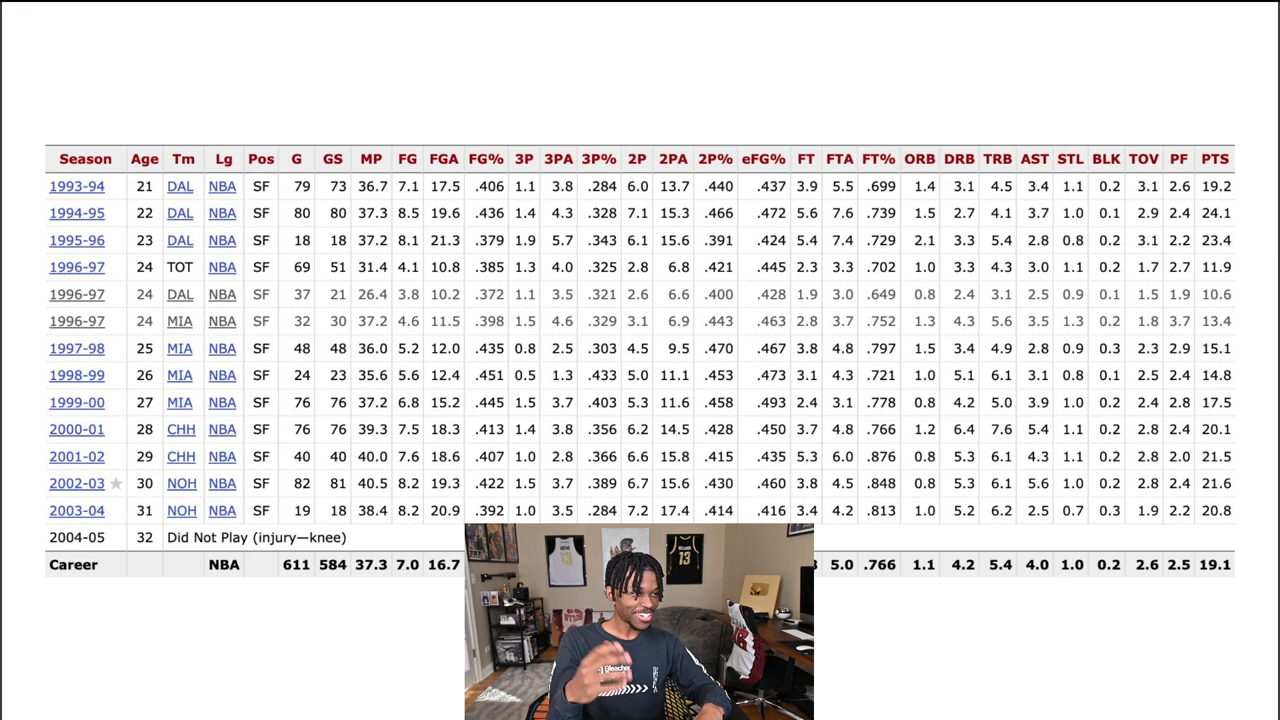 Season Age Tm Lg Pos G GS MP FG FGA FG% 3P 3PA 3P% 2P 2PA 2P% eFG% FT FTA FT% ORB DRB TRB AST STL BLK TOV PF PTS
1993-94 21 DAL NBA SF 79 73 36.7 7.1 17.5 .406 1.1 3.8 .284 6.0 13.7 .440 .437 3.9 5.5 .699 1.4 3.1 4.5 3.4 1.1 0.2 3.1 2.6 19.2
1994-95 22 DAL NBA SF 80 80 37.3 8.5 19.6 .436 1.4 4.3 .328 7.1 15.3 .466 .472 5.6 7.6 .739 1.5 2.7 4.1 3.7 1.0 0.1 2.9 2.4 24.1
1995-96 23 DAL NBA SF 18 18 37.2 8.1 21.3 .379 1.9 5.7 .343 6.1 15.6 .391 .424 5.4 7.4 .729 2.1 3.3 5.4 2.8 0.8 0.2 3.1 2.2 23.4
1996-97 24 TOT NBA SF 69 51 31.4 4.1 10.8 .385 1.3 4.0 .325 2.8 6.8 .421 .445 2.3 3.3 .702 1.0 3.3 4.3 3.0 1.1 0.2 1.7 2.7 11.9
1996-97 24 DAL NBA SF 37 21 26.4 3.8 10.2 .372 1.1 3.5 .321 2.6 6.6 .400 .428 1.9 3.0 .649 0.8 2.4 3.1 2.5 0.9 0.1 1.5 1.9 10.6
1996-97 24 MIA NBA SF 32 30 37.2 4.6 11.5 .398 1.5 4.6 .329 3.1 6.9 .443 .463 2.8 3.7 .752 1.3 4.3 5.6 3.5 1.3 0.2 1.8 3.7 13.4
1997-98 25 MIA NBA SF 48 48 36.0 5.2 12.0 .435 0.8 2.5 .303 4.5 9.5 .470 .467 3.8 4.8 .797 1.5 3.4 4.9 2.8 0.9 0.3 2.3 2.9 15.1
1998-99 26 MIA NBA SF 24 23 35.6 5.6 12.4 .451 0.5 1.3 .433 5.0 11.1 .453 .473 3.1 4.3 .721 1.0 5.1 6.1 3.1 0.8 0.1 2.5 2.4 14.8
1999-00 27 MIA NBA SF 76 76 37.2 6.8 15.2 .445 1.5 3.7 .403 5.3 11.6 .458 .493 2.4 3.1 .778 0.8 4.2 5.0 3.9 1.0 0.2 2.4 2.8 17.5
2000-01 28 CHH NBA SF 76 76 39.3 7.5 18.3 .413 1.4 3.8 .356 6.2 14.5 .428 .450 3.7 4.8 .766 1.2 6.4 7.6 5.4 1.1 0.2 2.8 2.4 20.1
2001-02 29 CHH NBA SF 40 40 40.0 7.6 18.6 .407 1.0 2.8 .366 6.6 15.8 .415 .435 5.3 6.0 .876 0.8 5.3 6.1 4.3 1.1 0.2 2.8 2.0 21.5
2002-03 ★ 30 NOH NBA SF 82 81 40.5 8.2 19.3 .422 1.5 3.7 .389 6.7 15.6 .430 .460 3.8 4.5 .848 0.8 5.3 6.1 5.6 1.0 0.2 2.8 2.4 21.6
2003-04 31 NOH NBA SF 19 18 38.4 8.2 20.9 .392 1.0 3.5 .284 7.2 17.4 .414 .416 3.4 4.2 .813 1.0 5.2 6.2 2.5 0.7 0.3 1.9 2.2 20.8
2004-05 32 Did Not Play (injury—knee)
Career NBA 611 584 37.3 7.0 16.7 5.0 .766 1.1 4.2 5.4 4.0 1.0 0.2 2.6 2.5 19.1
13
13
Bleacher